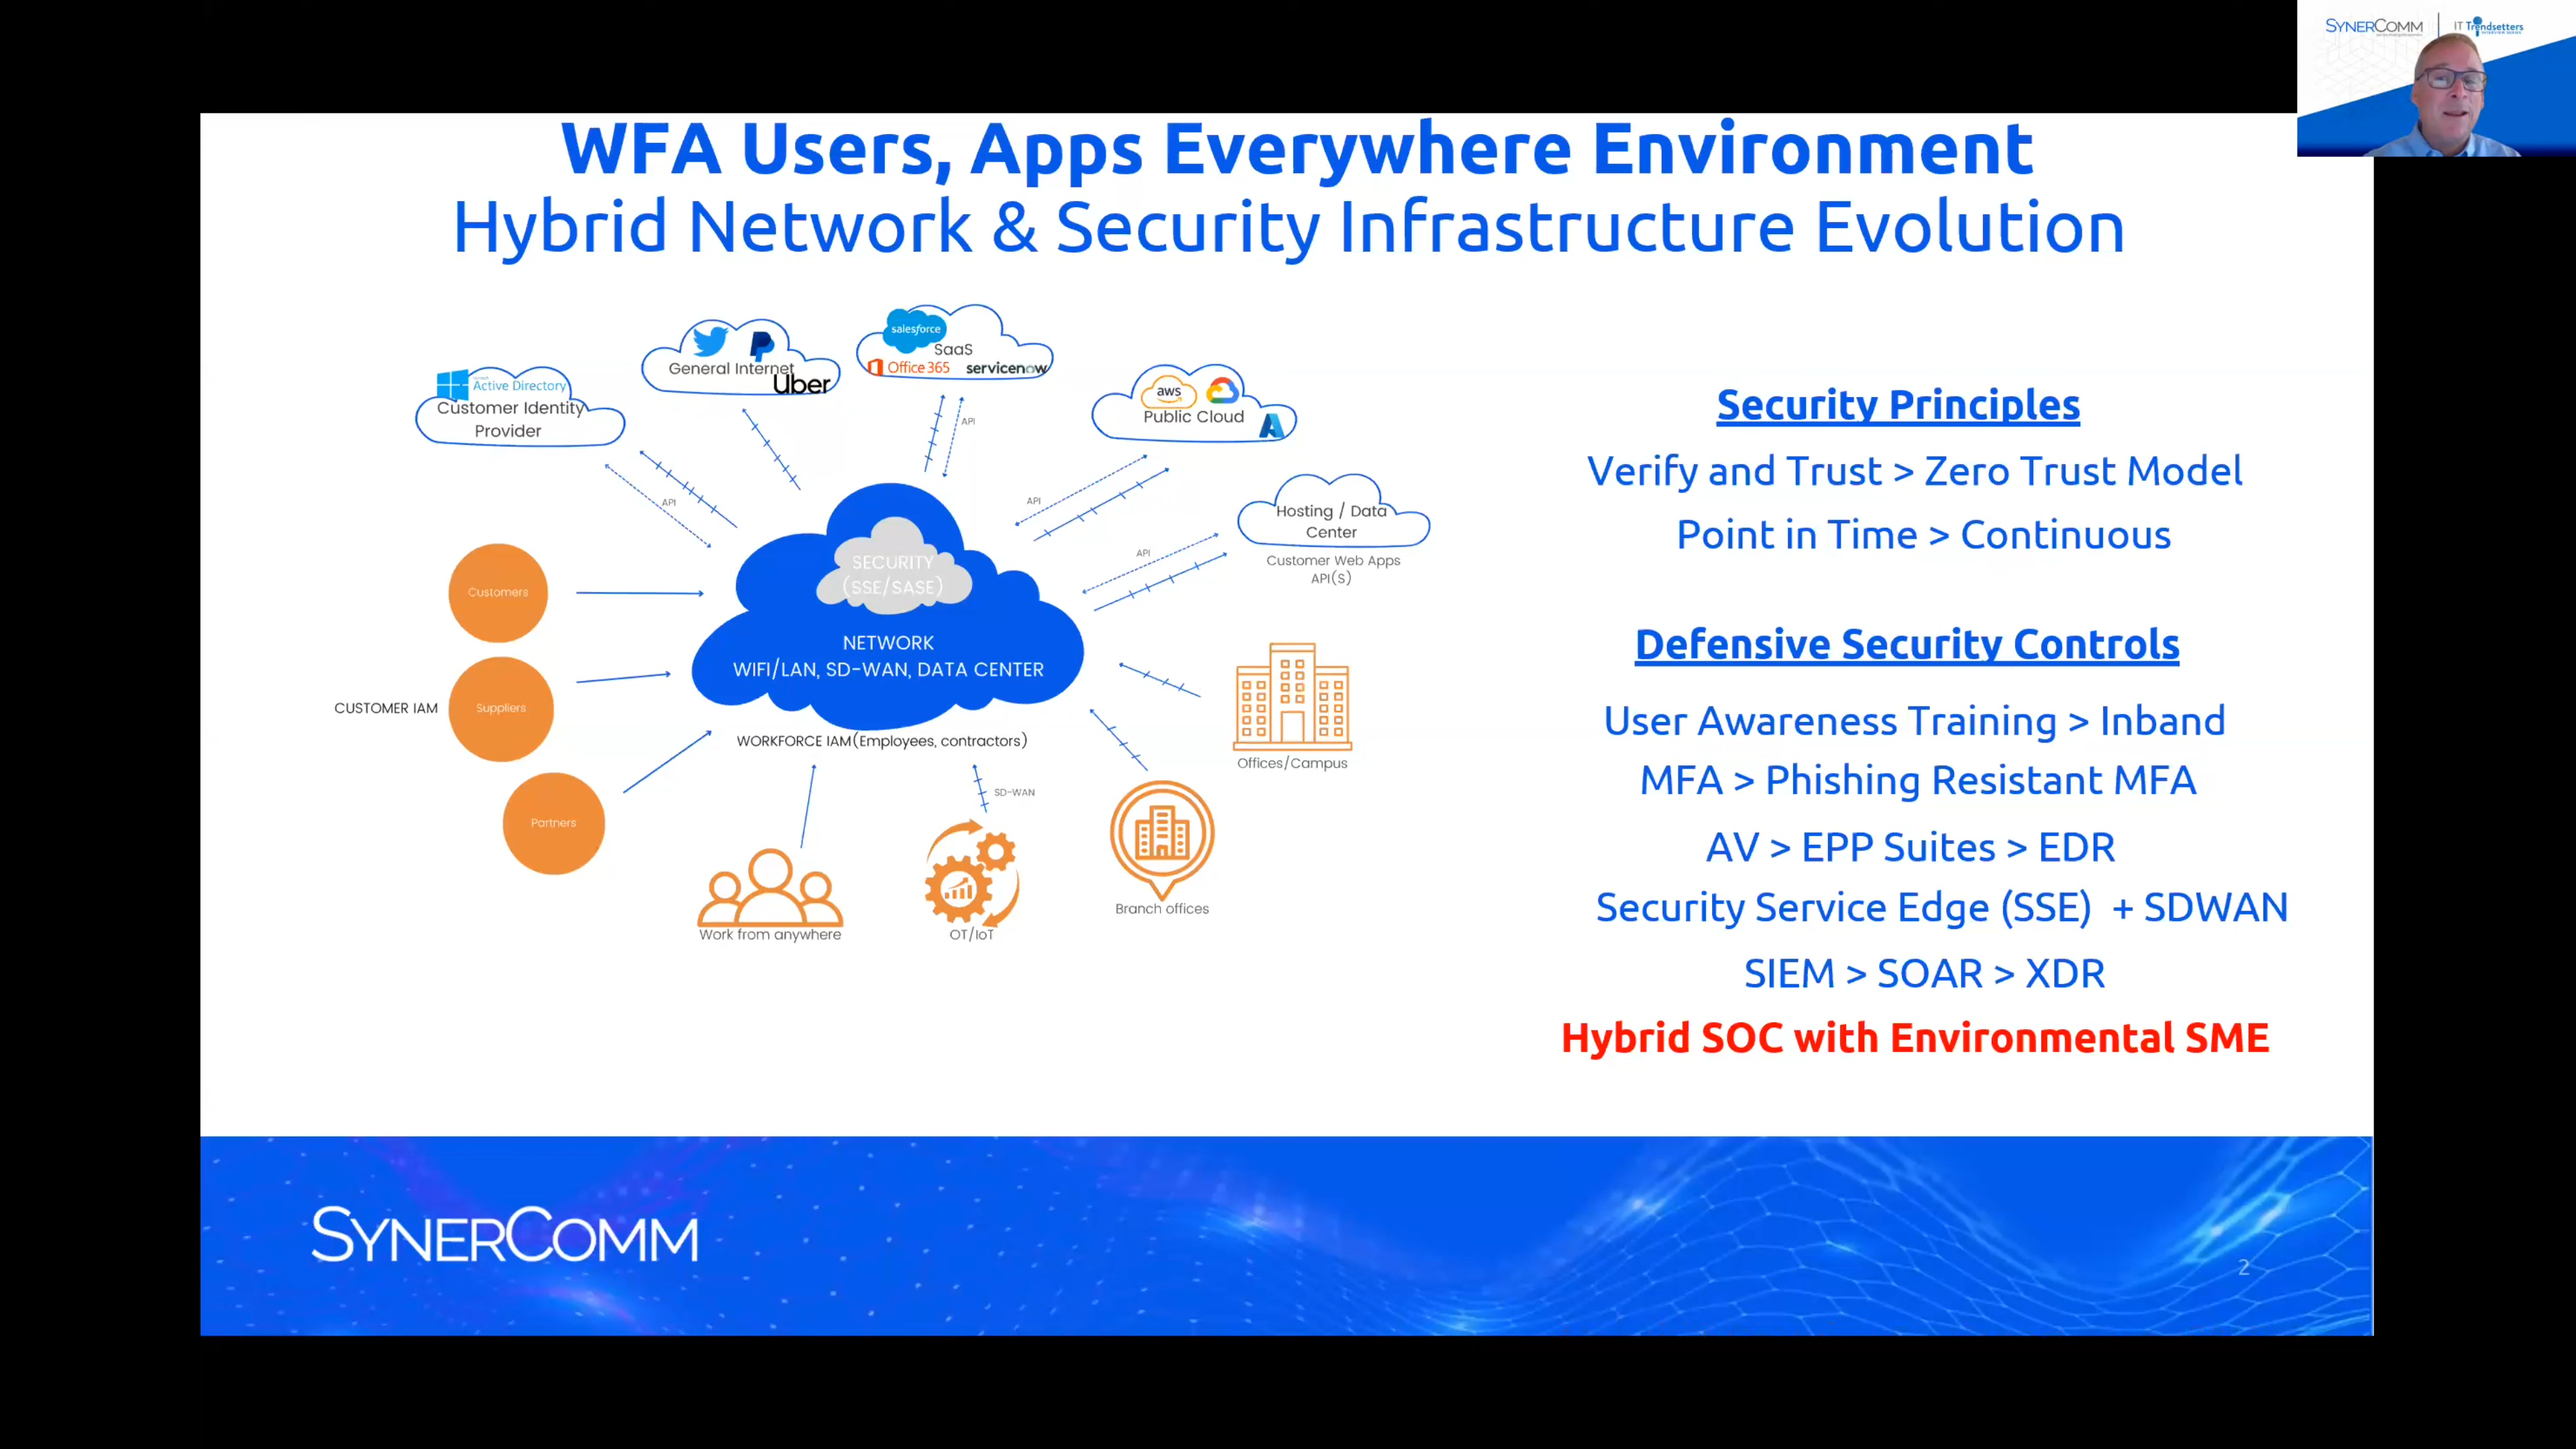 SYNERCOMM
IT Trendsetters
WFA Users, Apps Everywhere Environment
Hybrid Network & Security Infrastructure Evolution
Active Directory
Customer Identity
Provider
General Internet
Uber
salesforce
SaaS
Office 365 servicenow
aws
Public Cloud
Hosting / Data
Center
Customer Web Apps
API(S)
API
API
API
API
SECURITY
(SSE/SASE)
NETWORK
WIFI/LAN, SD-WAN, DATA CENTER
WORKFORCE IAM(Employees, contractors)
Customers
CUSTOMER IAM
Suppliers
Partners
Work from anywhere
SD-WAN
OT/IoT
Branch offices
Offices/Campus
Security Principles
Verify and Trust > Zero Trust Model
Point in Time > Continuous
Defensive Security Controls
User Awareness Training > Inband
MFA > Phishing Resistant MFA
AV > EPP Suites > EDR
Security Service Edge (SSE) + SDWAN
SIEM > SOAR > XDR
Hybrid SOC with Environmental SME
SYNERCOMM
2